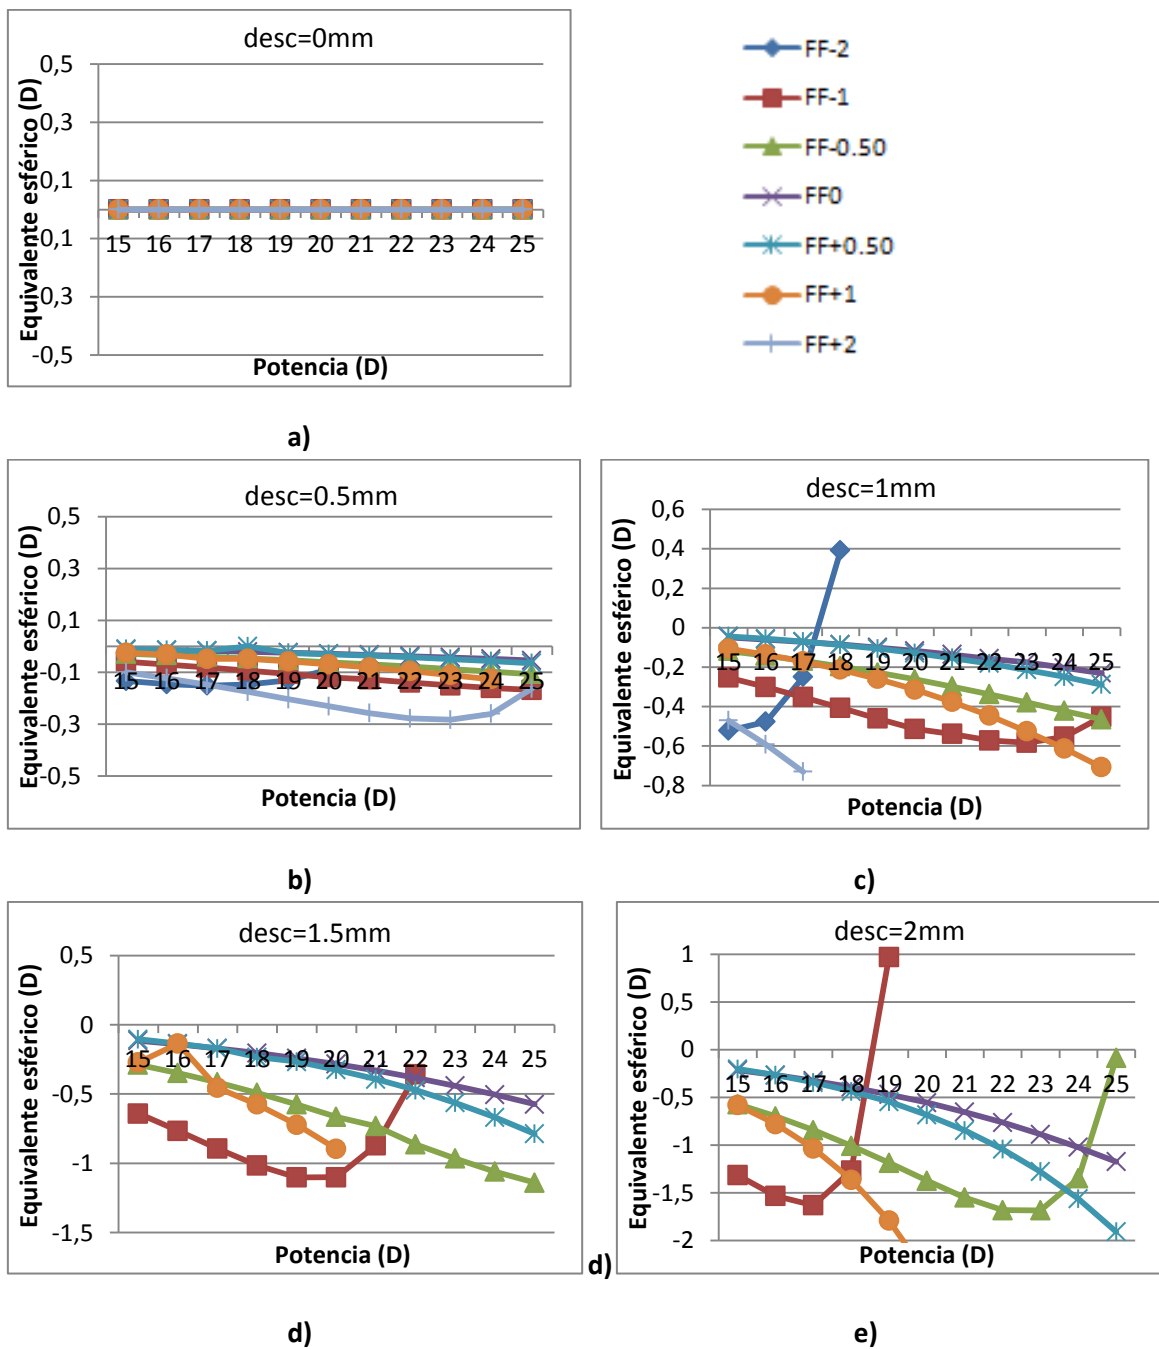 desc=0mm
Equivalente esférico (D)
0,5
0,3
0,1
-0,1
-0,3
-0,5
15 16 17 18 19 20 21 22 23 24 25
Potencia (D)
FF-2
FF-1
FF-0.50
FF0
FF+0.50
FF+1
FF+2
a)
desc=0.5mm
Equivalente esférico (D)
0,5
0,3
0,1
-0,1
-0,3
-0,5
15 16 17 18 19 20 21 22 23 24 25
Potencia (D)
b)
desc=1mm
Equivalente esférico (D)
0,6
0,4
0,2
0
-0,2
-0,4
-0,6
-0,8
15 16 17 18 19 20 21 22 23 24 25
Potencia (D)
c)
desc=1.5mm
Equivalente esférico (D)
0,5
0
-0,5
-1
-1,5
15 16 17 18 19 20 21 22 23 24 25
Potencia (D)
d)
desc=2mm
Equivalente esférico (D)
1
0,5
0
-0,5
-1
-1,5
-2
15 16 17 18 19 20 21 22 23 24 25
Potencia (D)
d)
e)